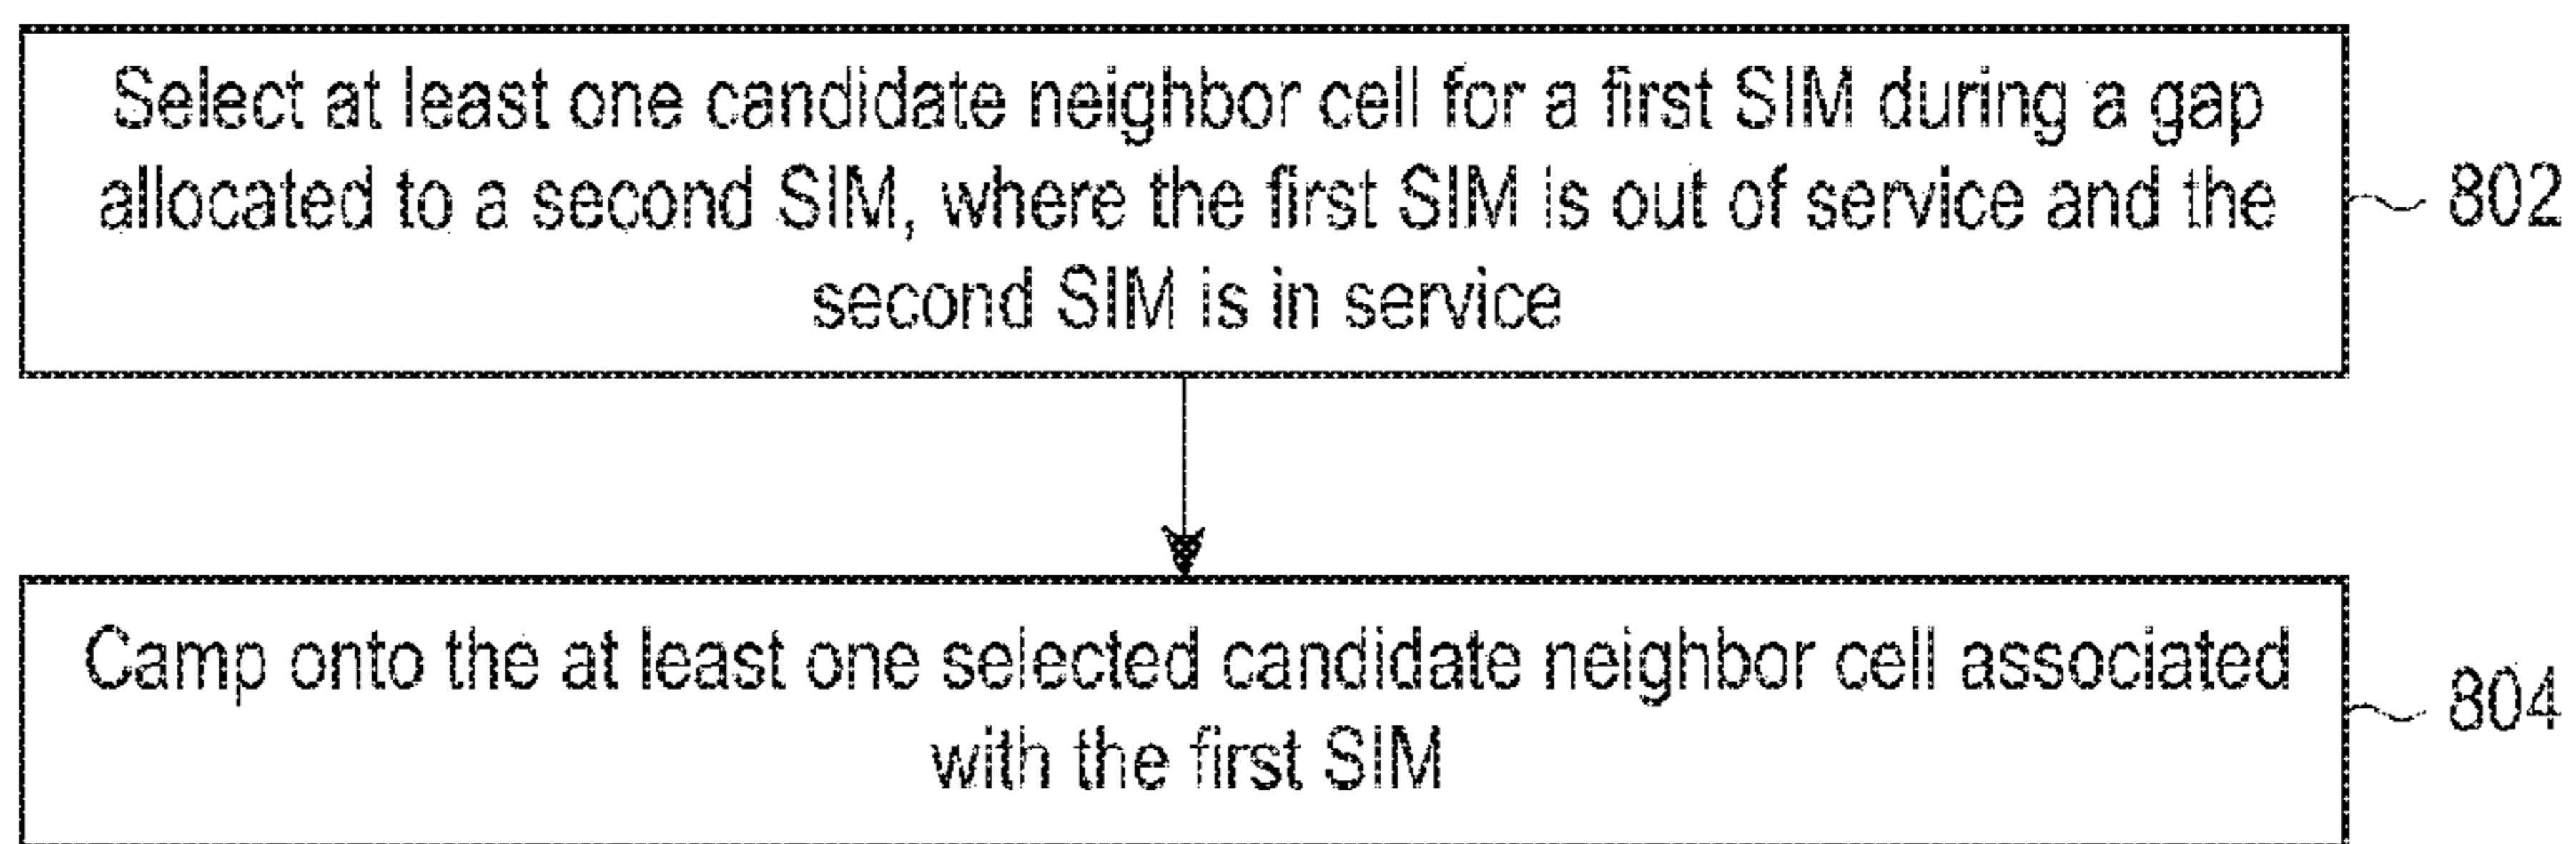 Select at least one candidate neighbor cell for a first SIM during a gap
allocated to a second SIM, where the first SIM is out of service and the
second SIM is in service
802
Camp onto the at least one selected candidate neighbor cell associated
with the first SIM
804